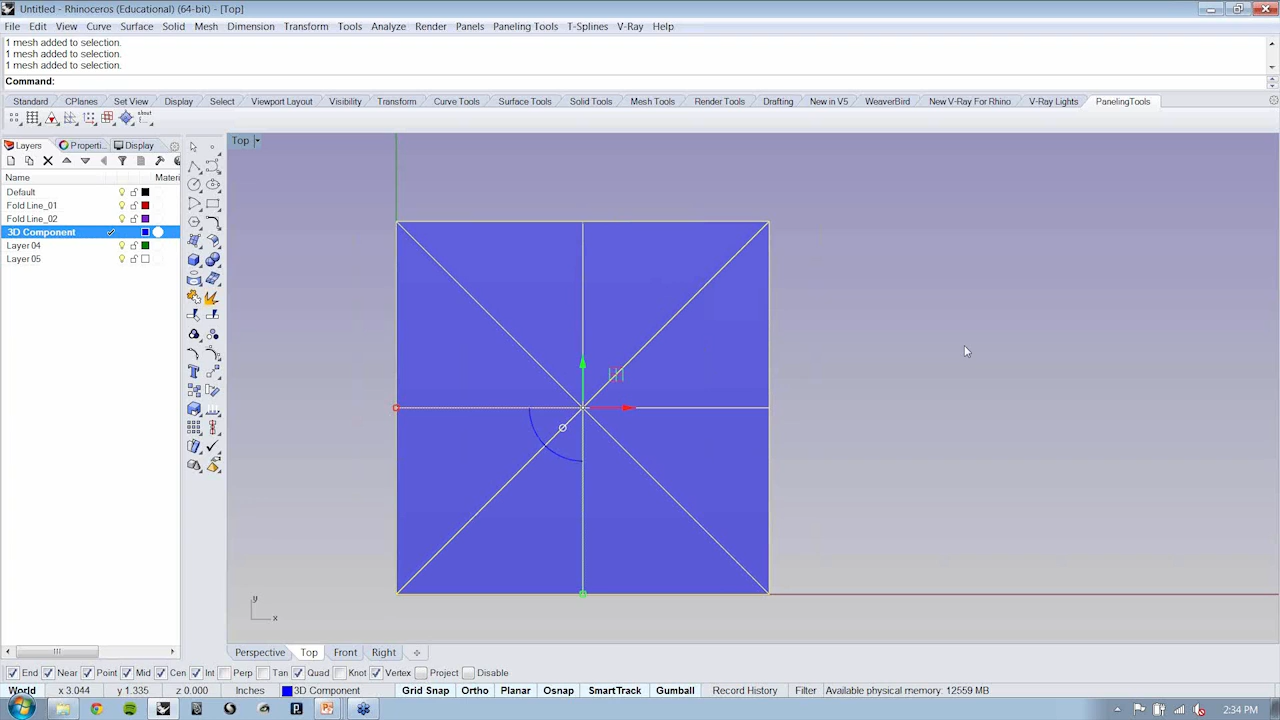 Untitled - Rhinoceros (Educational) (64-bit) - [Top]
File Edit View Curve Surface Solid Mesh Dimension Transform Tools Analyze Render Panels Paneling Tools T-Splines V-Ray Help
1 mesh added to selection.
1 mesh added to selection.
1 mesh added to selection.
Command:
Standard CPlanes Set View Display Select Viewport Layout Visibility Transform Curve Tools Surface Tools Solid Tools Mesh Tools Render Tools Drafting New in V5 WeaverBird New V-Ray For Rhino V-Ray Lights PanelingTools
about
Layers Properti... Display
Top
Name Materi
Default
Fold Line_01
Fold Line_02
3D Component
Layer 04
Layer 05
y
x
Perspective Top Front Right
End Near Point Mid Cen Int Perp Tan Quad Knot Vertex Project Disable
World x 3.044 y 1.335 z 0.000 Inches 3D Component Grid Snap Ortho Planar Osnap SmartTrack Gumball Record History Filter Available physical memory: 12559 MB
2:34 PM